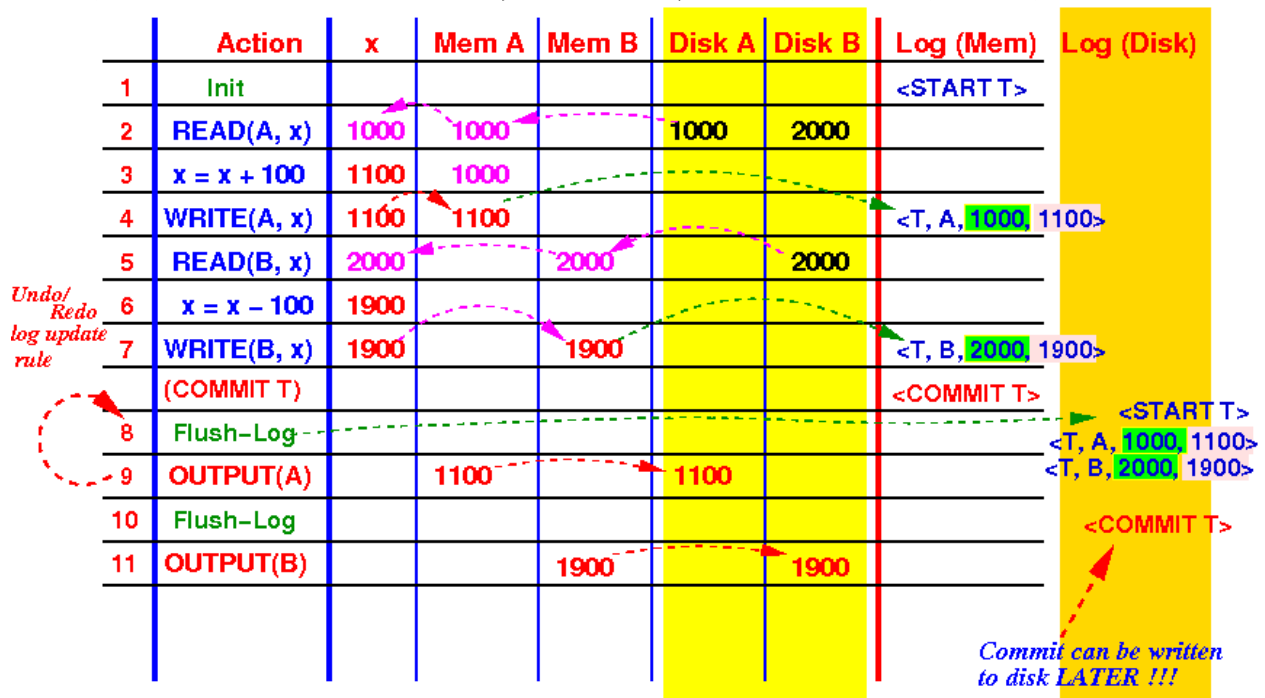 Action x Mem A Mem B Disk A Disk B Log (Mem) Log (Disk)
1 Init <START T>
2 READ(A, x) 1000 1000 1000 2000
3 x = x + 100 1100 1000
4 WRITE(A, x) 1100 1100 <T, A, 1000, 1100>
5 READ(B, x) 2000 2000 2000
Undo/
Redo
log update
rule
6 x = x − 100 1900
7 WRITE(B, x) 1900 1900 <T, B, 2000, 1900>
(COMMIT T) <COMMIT T>
<START T>
8 Flush−Log
<T, A, 1000, 1100>
<T, B, 2000, 1900>
9 OUTPUT(A) 1100 1100
10 Flush−Log <COMMIT T>
11 OUTPUT(B) 1900 1900
Commit can be written
to disk LATER !!!